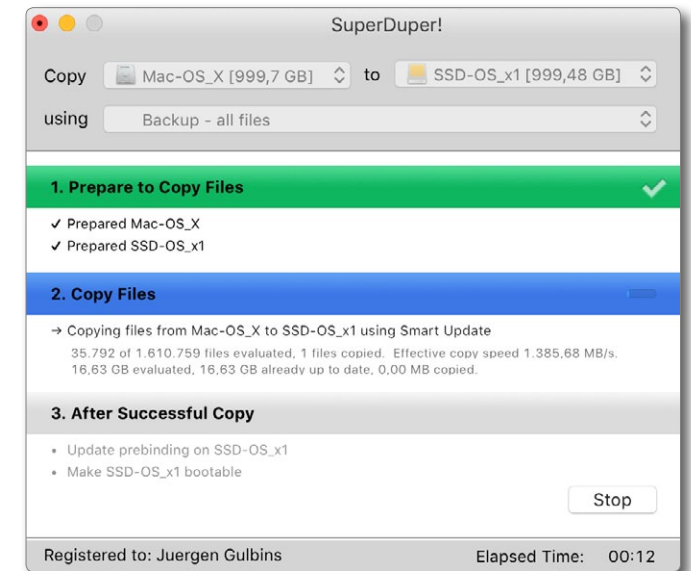 SuperDuper!
Copy Mac-OS_X [999,7 GB] to SSD-OS_x1 [999,48 GB]
using Backup - all files
1. Prepare to Copy Files
✓ Prepared Mac-OS_X
✓ Prepared SSD-OS_x1
2. Copy Files
→ Copying files from Mac-OS_X to SSD-OS_x1 using Smart Update
35.792 of 1.610.759 files evaluated, 1 files copied. Effective copy speed 1.385,68 MB/s.
16,63 GB evaluated, 16,63 GB already up to date, 0,00 MB copied.
3. After Successful Copy
• Update prebinding on SSD-OS_x1
• Make SSD-OS_x1 bootable
Stop
Registered to: Juergen Gulbins Elapsed Time: 00:12